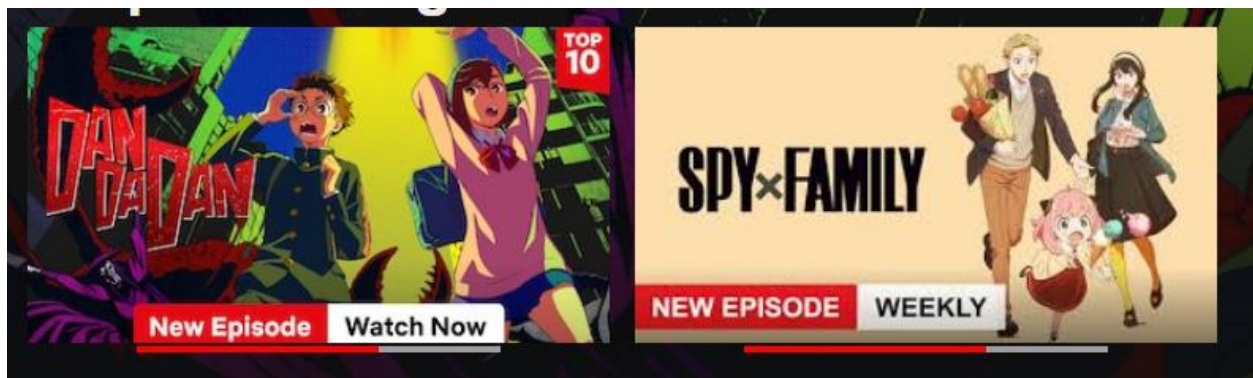 DAN
DA
DAN
TOP
10
New Episode Watch Now
SPY×FAMILY
NEW EPISODE WEEKLY